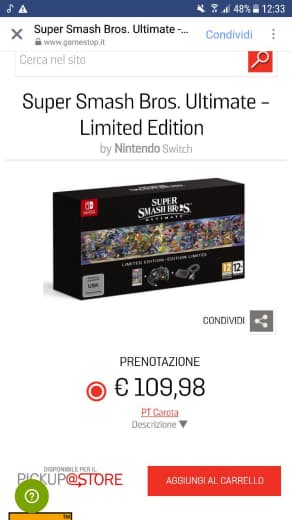 48% 12:33
Super Smash Bros. Ultimate -...
www.gamestop.it
Condividi
Cerca nel sito
Super Smash Bros. Ultimate –
Limited Edition
by Nintendo Switch
SUPER
SMASH BROS.
ULTIMATE
LIMITED EDITION - EDITION LIMITÉE
12 12+
CONDIVIDI
PRENOTAZIONE
€ 109,98
PT Carota
Descrizione ▼
DISPONIBILE PER IL
PICKUP@STORE
AGGIUNGI AL CARRELLO
TM